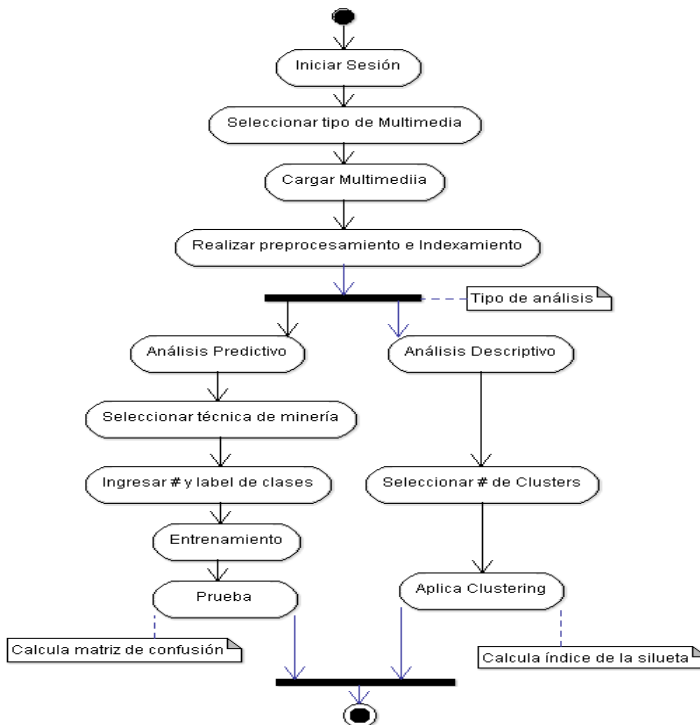 Iniciar Sesión
Seleccionar tipo de Multimedia
Cargar Multimediia
Realizar preprocesamiento e Indexamiento
Tipo de análisis
Análisis Predictivo
Análisis Descriptivo
Seleccionar técnica de minería
Ingresar # y label de clases
Seleccionar # de Clusters
Entrenamiento
Prueba
Aplica Clustering
Calcula matriz de confusión
Calcula índice de la silueta